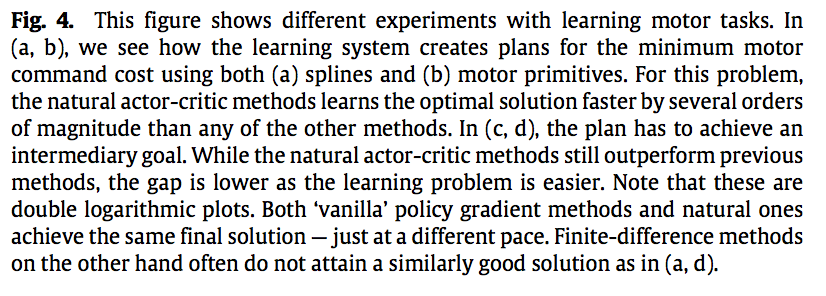 Fig. 4. This figure shows different experiments with learning motor tasks. In
(a, b), we see how the learning system creates plans for the minimum motor
command cost using both (a) splines and (b) motor primitives. For this problem,
the natural actor-critic methods learns the optimal solution faster by several orders
of magnitude than any of the other methods. In (c, d), the plan has to achieve an
intermediary goal. While the natural actor-critic methods still outperform previous
methods, the gap is lower as the learning problem is easier. Note that these are
double logarithmic plots. Both ‘vanilla’ policy gradient methods and natural ones
achieve the same final solution – just at a different pace. Finite-difference methods
on the other hand often do not attain a similarly good solution as in (a, d).